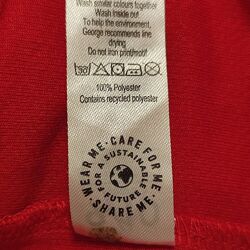 Wash similar colours together
Wash inside out
To help the environment,
George recommends line
drying
Do not iron print/motif
100% Polyester
Contains recycled polyester
WEAR ME • CARE FOR ME • SHARE ME •
FOR A SUSTAINABLE FUTURE